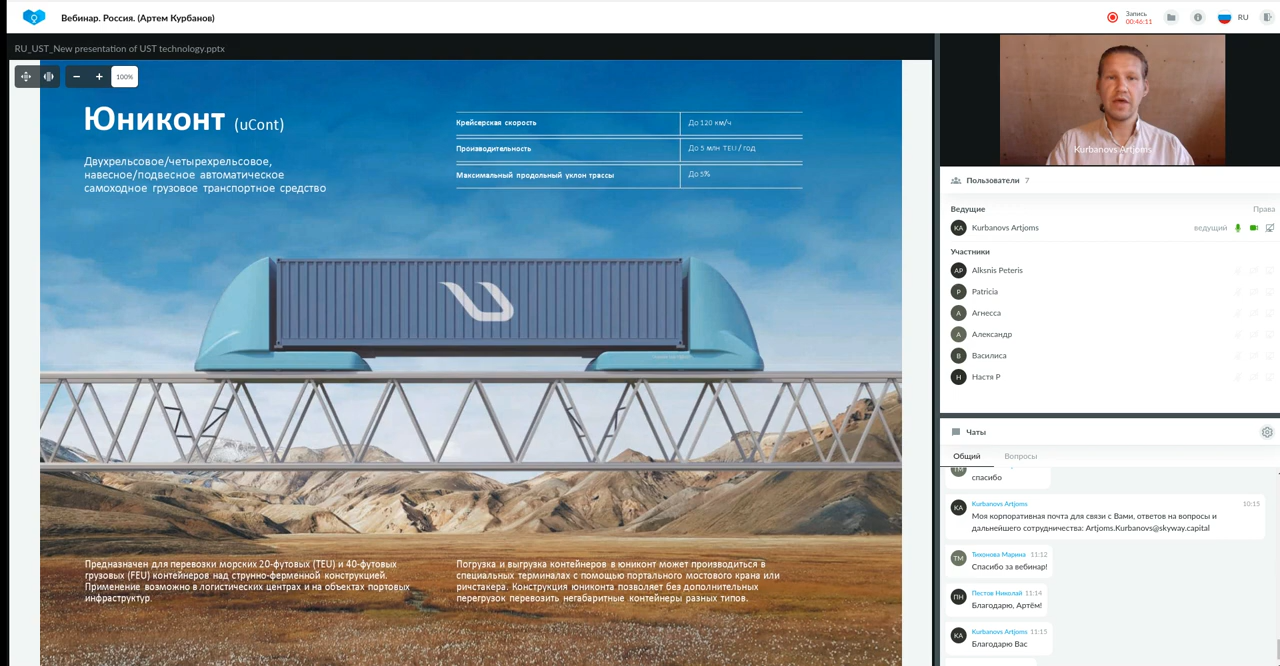 Вебинар. Россия. (Артем Курбанов)
Запись
00:46:11
RU
RU_UST_New presentation of UST technology.pptx
100%
Юниконт (uCont)
Двухрельсовое/четырехрельсовое,
навесное/подвесное автоматическое
самоходное грузовое транспортное средство
Крейсерская скорость До 120 км/ч
Производительность До 5 млн TEU / год
Максимальный продольный уклон трассы До 5%
Предназначен для перевозки морских 20-футовых (TEU) и 40-футовых
грузовых (FEU) контейнеров над струнно-ферменной конструкцией.
Применение возможно в логистических центрах и на объектах портовых
инфраструктур.
Погрузка и выгрузка контейнеров в юниконт может производиться в
специальных терминалах с помощью портального мостового крана или
ричстакера. Конструкция юниконта позволяет без дополнительных
перегрузок перевозить негабаритные контейнеры разных типов.
Kurbanovs Artjoms
Пользователи 7
Ведущие Права
KA Kurbanovs Artjoms ведущий
Участники
AP Alksnis Peteris
P Patricia
А Агнесса
А Александр
В Василиса
Н Настя Р
Чаты
Общий Вопросы
ТМ
спасибо
KA Kurbanovs Artjoms 10:15
Моя корпоративная почта для связи с Вами, ответов на вопросы и
дальнейшего сотрудничества: Artjoms.Kurbanovs@skyway.capital
ТМ Тихонова Марина 11:12
Спасибо за вебинар!
ПН Пестов Николай 11:14
Благодарю, Артём!
KA Kurbanovs Artjoms 11:15
Благодарю Вас